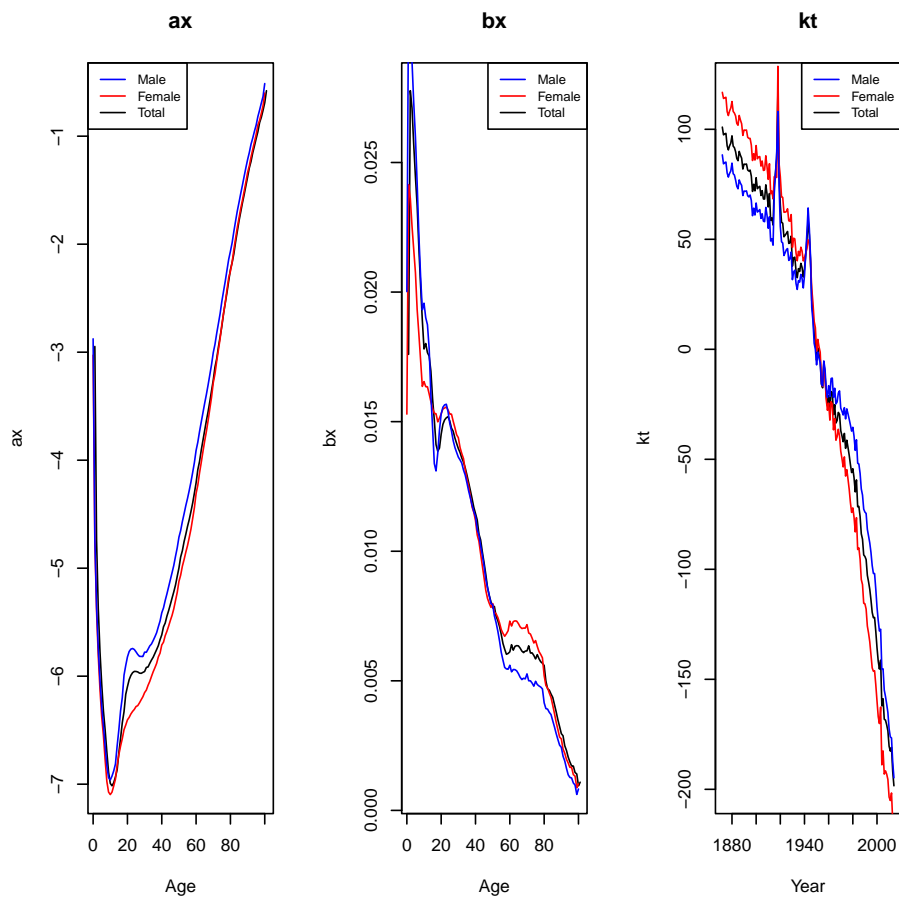 ax
Male
Female
Total
-1
-2
-3
-4
-5
-6
-7
ax
0 20 40 60 80
Age
bx
Male
Female
Total
0.025
0.020
0.015
0.010
0.005
0.000
bx
0 20 40 60 80
Age
kt
Male
Female
Total
100
50
0
-50
-100
-150
-200
kt
1880 1940 2000
Year